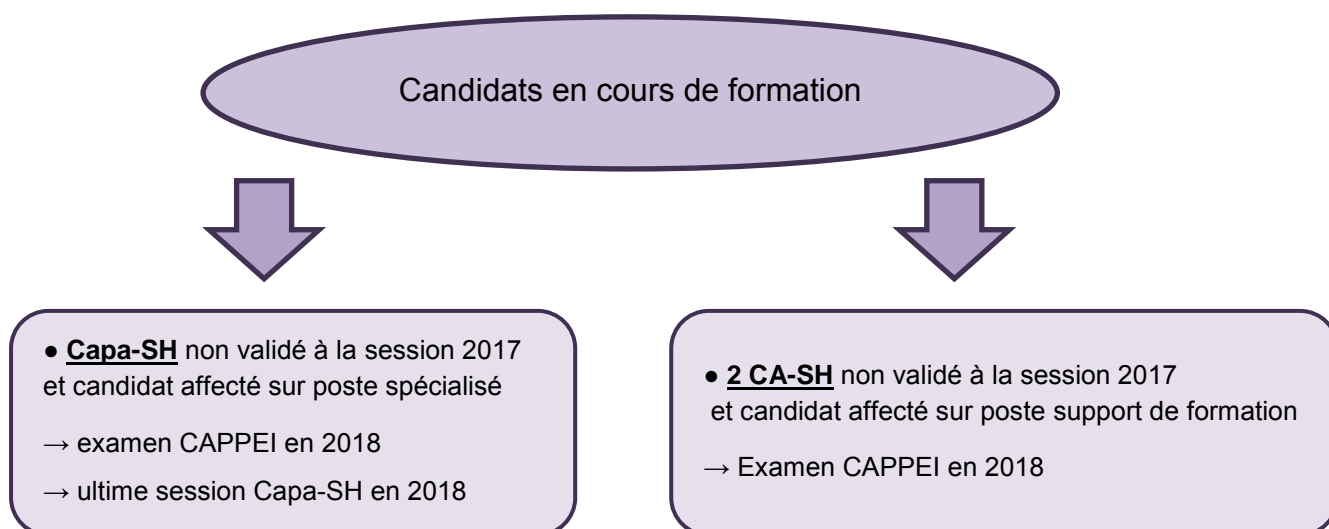 Candidats en cours de formation
● Capa-SH non validé à la session 2017
et candidat affecté sur poste spécialisé
→ examen CAPPEI en 2018
→ ultime session Capa-SH en 2018
● 2 CA-SH non validé à la session 2017
et candidat affecté sur poste support de formation
→ Examen CAPPEI en 2018